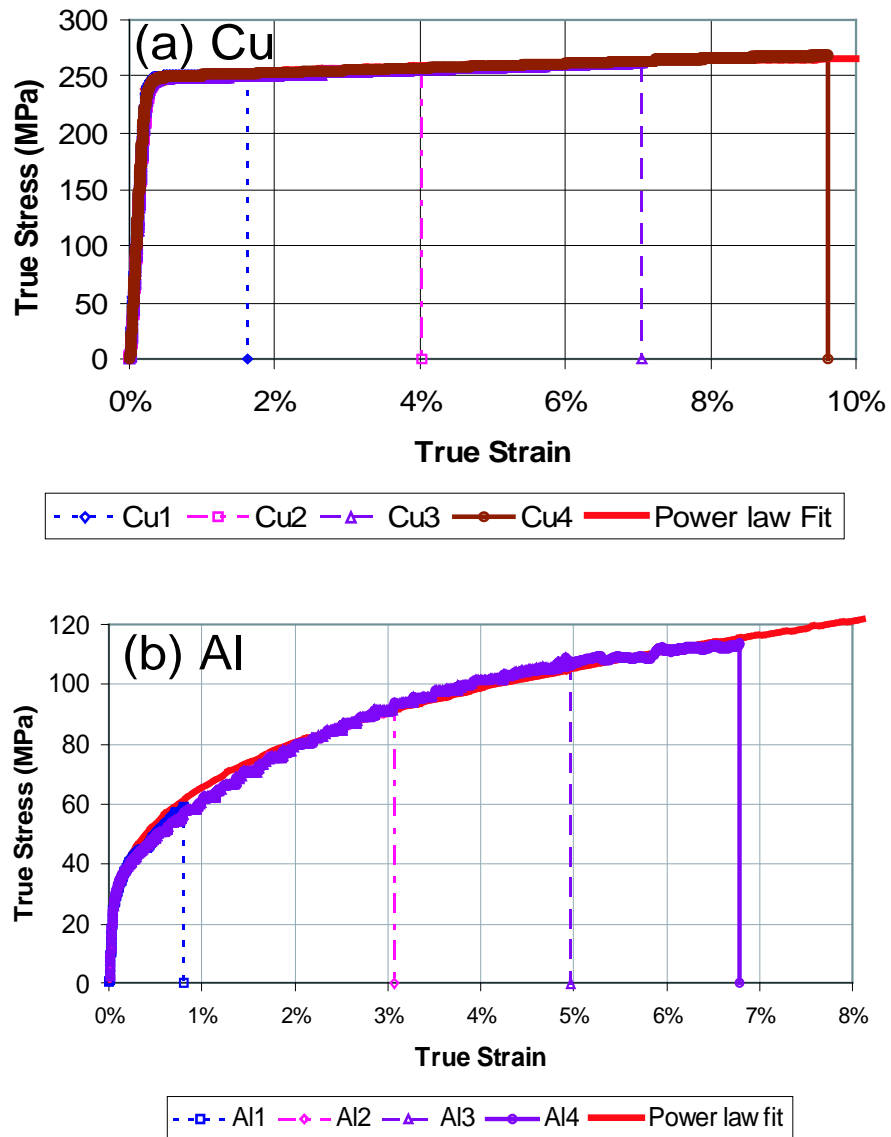 (a) Cu
True Stress (MPa)
300
250
200
150
100
50
0
0% 2% 4% 6% 8% 10%
True Strain
Cu1 Cu2 Cu3 Cu4 Power law Fit
(b) Al
True Stress (MPa)
120
100
80
60
40
20
0
0% 1% 2% 3% 4% 5% 6% 7% 8%
True Strain
Al1 Al2 Al3 Al4 Power law fit